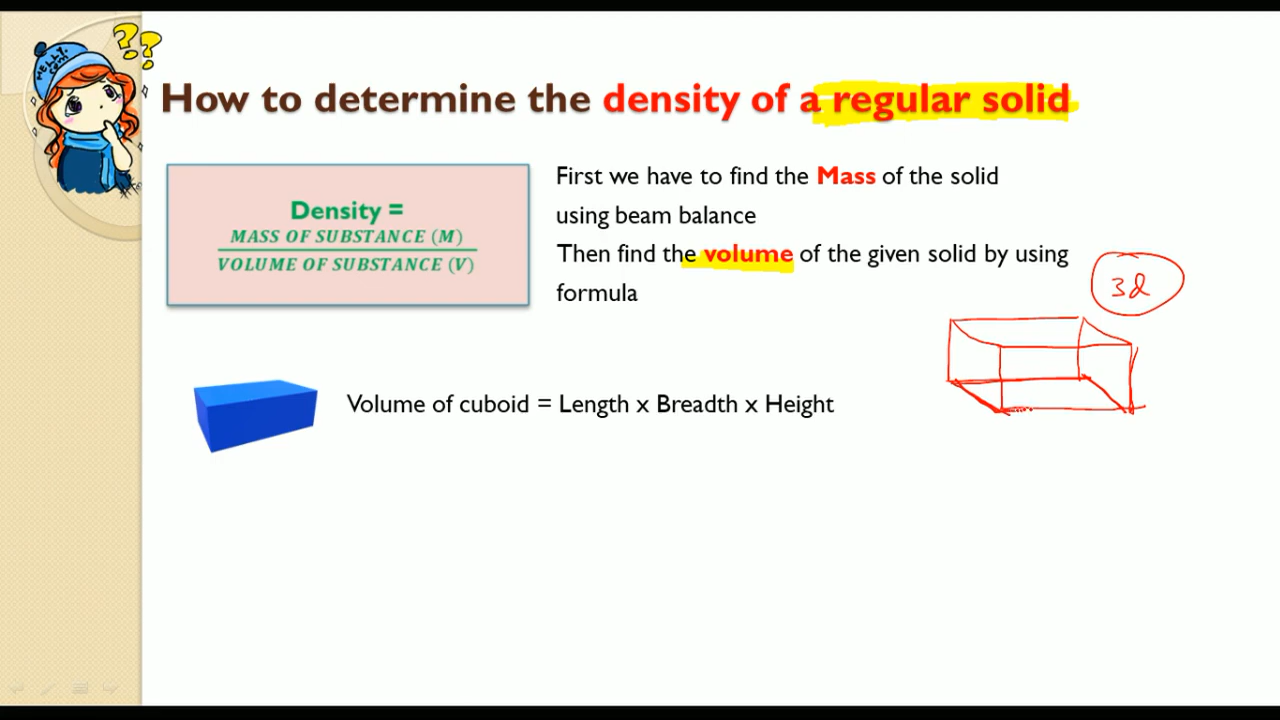 ??
How to determine the density of a regular solid
Density =
MASS OF SUBSTANCE (M)
VOLUME OF SUBSTANCE (V)
First we have to find the Mass of the solid
using beam balance
Then find the volume of the given solid by using
formula
3d
Volume of cuboid = Length x Breadth x Height